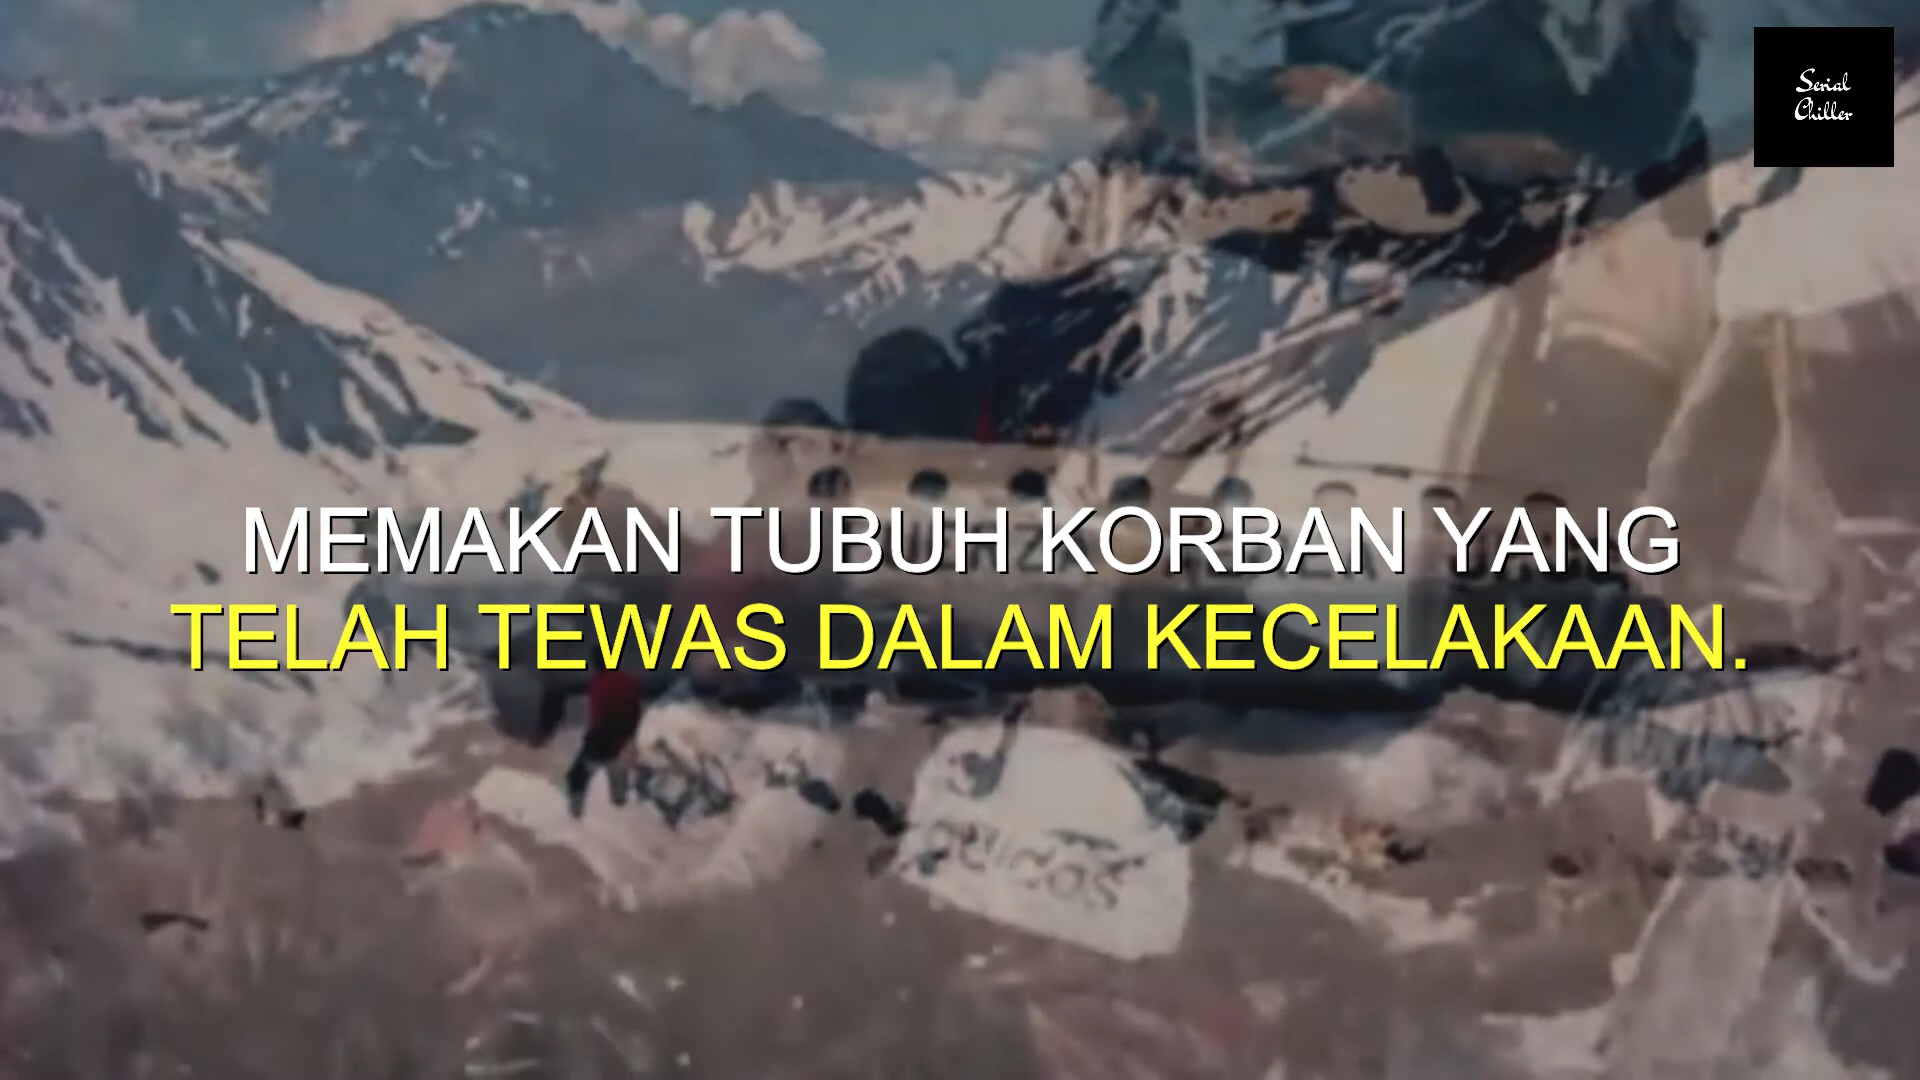 Serial
Chiller
MEMAKAN TUBUH KORBAN YANG
TELAH TEWAS DALAM KECELAKAAN.